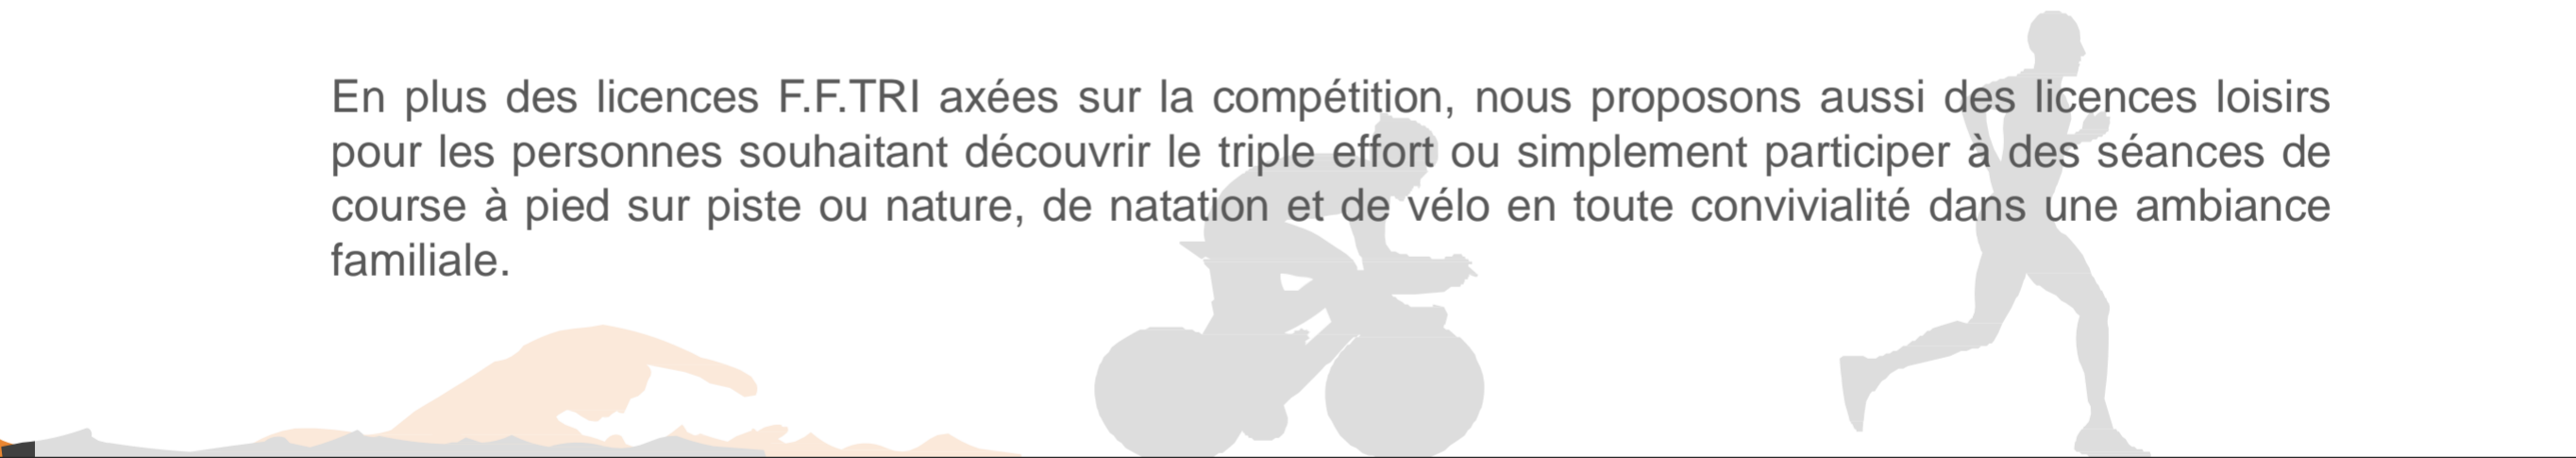 En plus des licences F.F.TRI axées sur la compétition, nous proposons aussi des licences loisirs
pour les personnes souhaitant découvrir le triple effort ou simplement participer à des séances de
course à pied sur piste ou nature, de natation et de vélo en toute convivialité dans une ambiance
familiale.